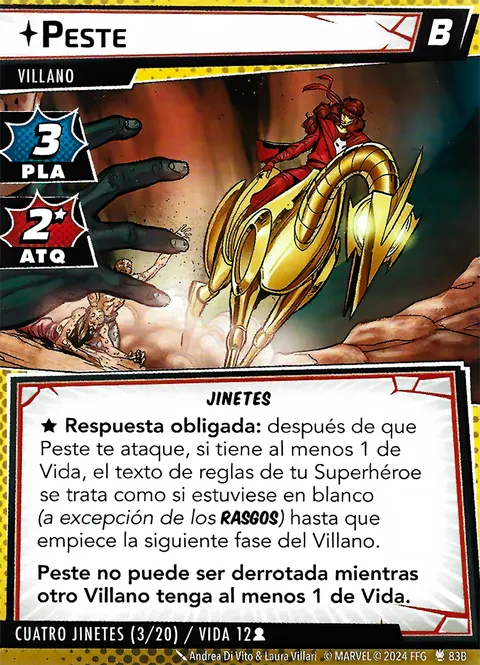 Peste
B
VILLANO
3
PLA
2★
ATQ
JINETES
★ Respuesta obligada: después de que
Peste te ataque, si tiene al menos 1 de
Vida, el texto de reglas de tu Superhéroe
se trata como si estuviese en blanco
(a excepción de los RASGOS) hasta que
empiece la siguiente fase del Villano.
Peste no puede ser derrotada mientras
otro Villano tenga al menos 1 de Vida.
CUATRO JINETES (3/20) / VIDA 12
Andrea Di Vito & Laura Villari © MARVEL © 2024 FFG 83B